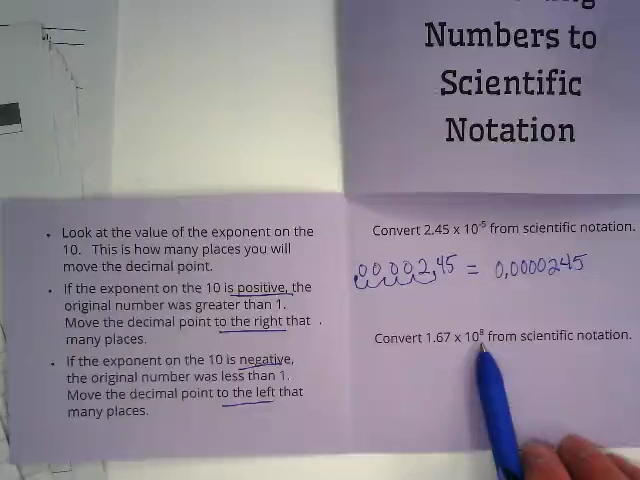 Numbers to
Scientific
Notation
• Look at the value of the exponent on the
10. This is how many places you will
move the decimal point.
• If the exponent on the 10 is positive, the
original number was greater than 1.
Move the decimal point to the right that
many places.
• If the exponent on the 10 is negative,
the original number was less than 1.
Move the decimal point to the left that
many places.
Convert 2.45 x 10⁻⁵ from scientific notation.
00.00 2,45 = 0,0000245
Convert 1.67 x 10⁸ from scientific notation.